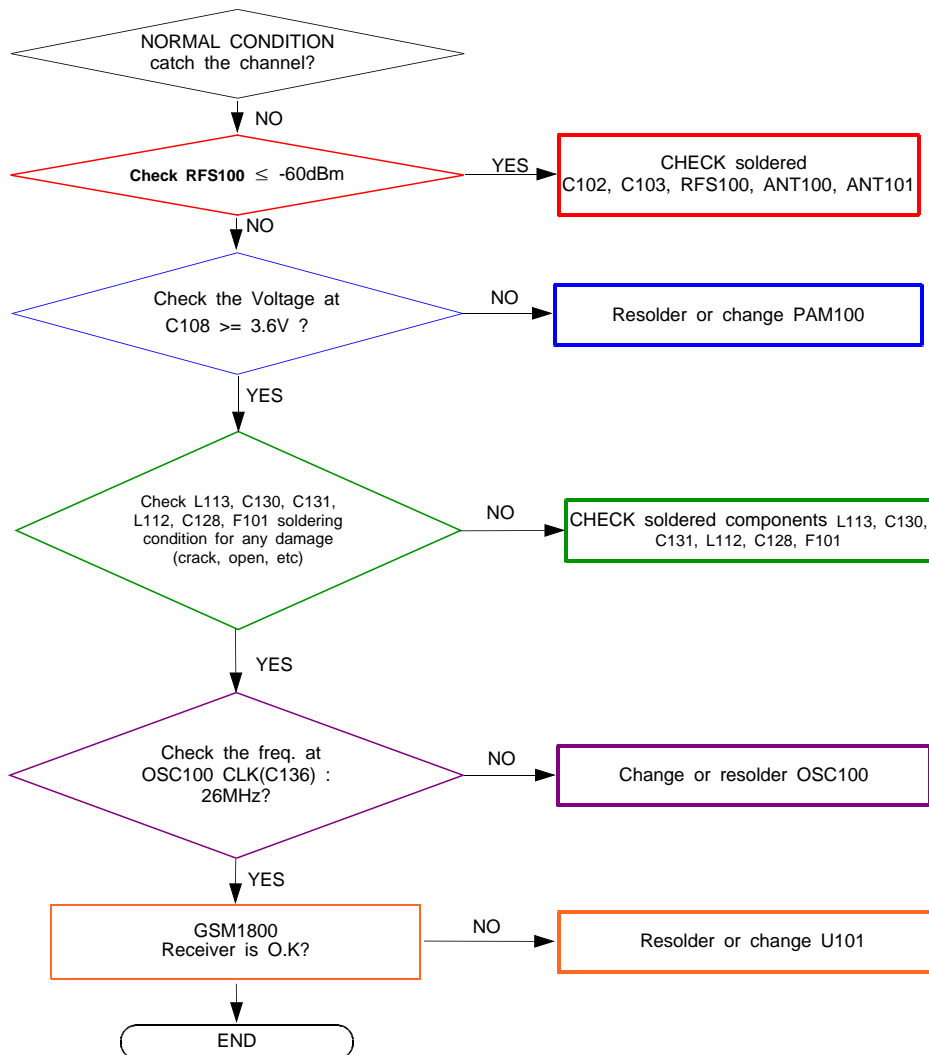 NORMAL CONDITION
catch the channel?
NO
Check RFS100 ≤ -60dBm
YES
CHECK soldered
C102, C103, RFS100, ANT100, ANT101
NO
Check the Voltage at
C108 >= 3.6V ?
NO
Resolder or change PAM100
YES
Check L113, C130, C131,
L112, C128, F101 soldering
condition for any damage
(crack, open, etc)
NO
CHECK soldered components L113, C130,
C131, L112, C128, F101
YES
Check the freq. at
OSC100 CLK(C136) :
26MHz?
NO
Change or resolder OSC100
YES
GSM1800
Receiver is O.K?
NO
Resolder or change U101
END